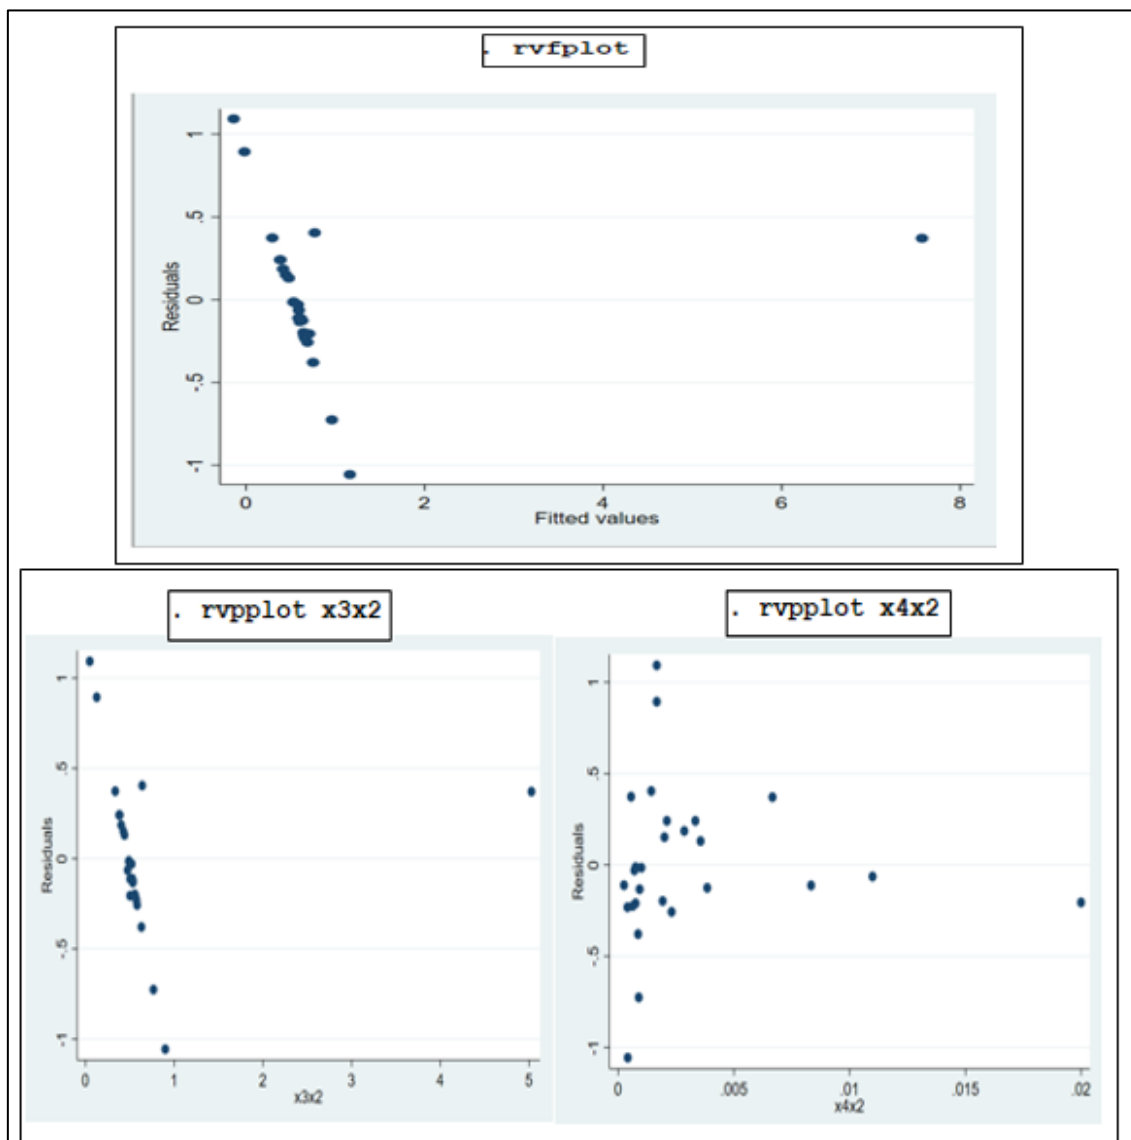 . rvfplot
1
.5
0
-.5
-1
Residuals
0 2 4 6 8
Fitted values
. rvpplot x3x2
1
.5
0
-.5
-1
Residuals
0 1 2 3 4 5
x3x2
. rvpplot x4x2
1
.5
0
-.5
-1
Residuals
0 .005 .01 .015 .02
x4x2